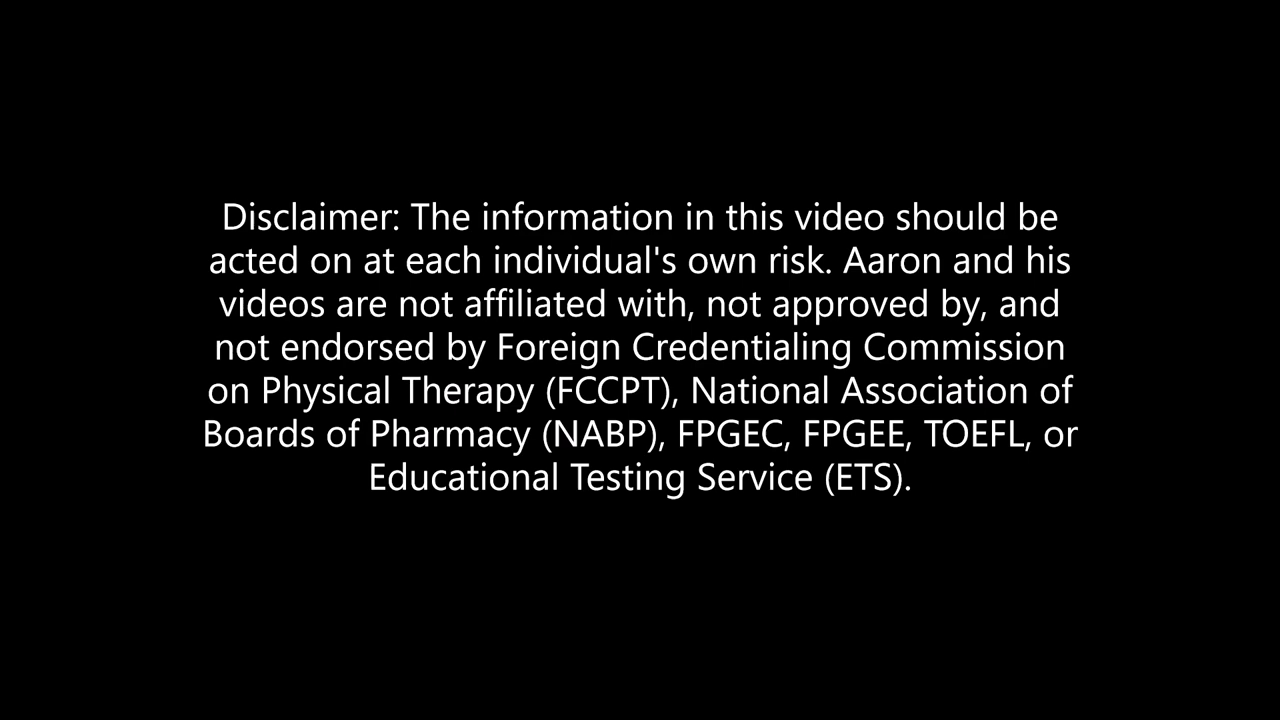 Disclaimer: The information in this video should be
acted on at each individual's own risk. Aaron and his
videos are not affiliated with, not approved by, and
not endorsed by Foreign Credentialing Commission
on Physical Therapy (FCCPT), National Association of
Boards of Pharmacy (NABP), FPGEC, FPGEE, TOEFL, or
Educational Testing Service (ETS).